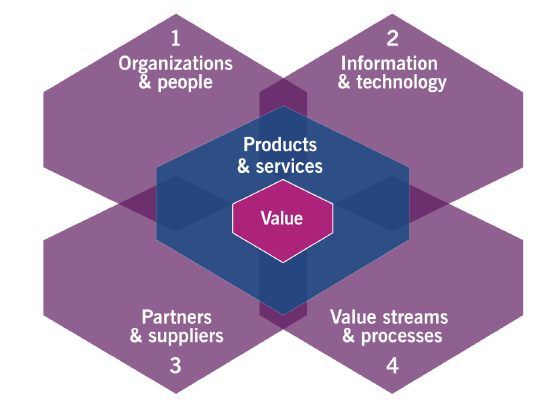 1
Organizations
& people
2
Information
& technology
Products
& services
Value
Partners
& suppliers
3
Value streams
& processes
4